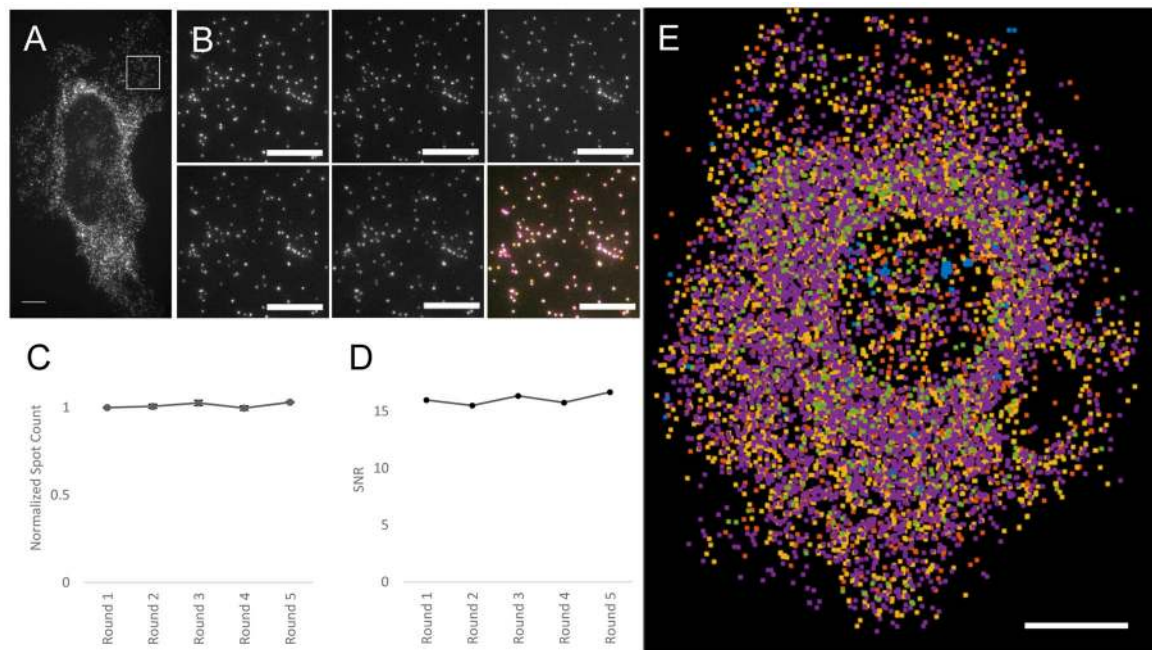 A
B
E
C
Normalized Spot Count
1
0.5
0
Round 1
Round 2
Round 3
Round 4
Round 5
D
SNR
15
10
5
0
Round 1
Round 2
Round 3
Round 4
Round 5